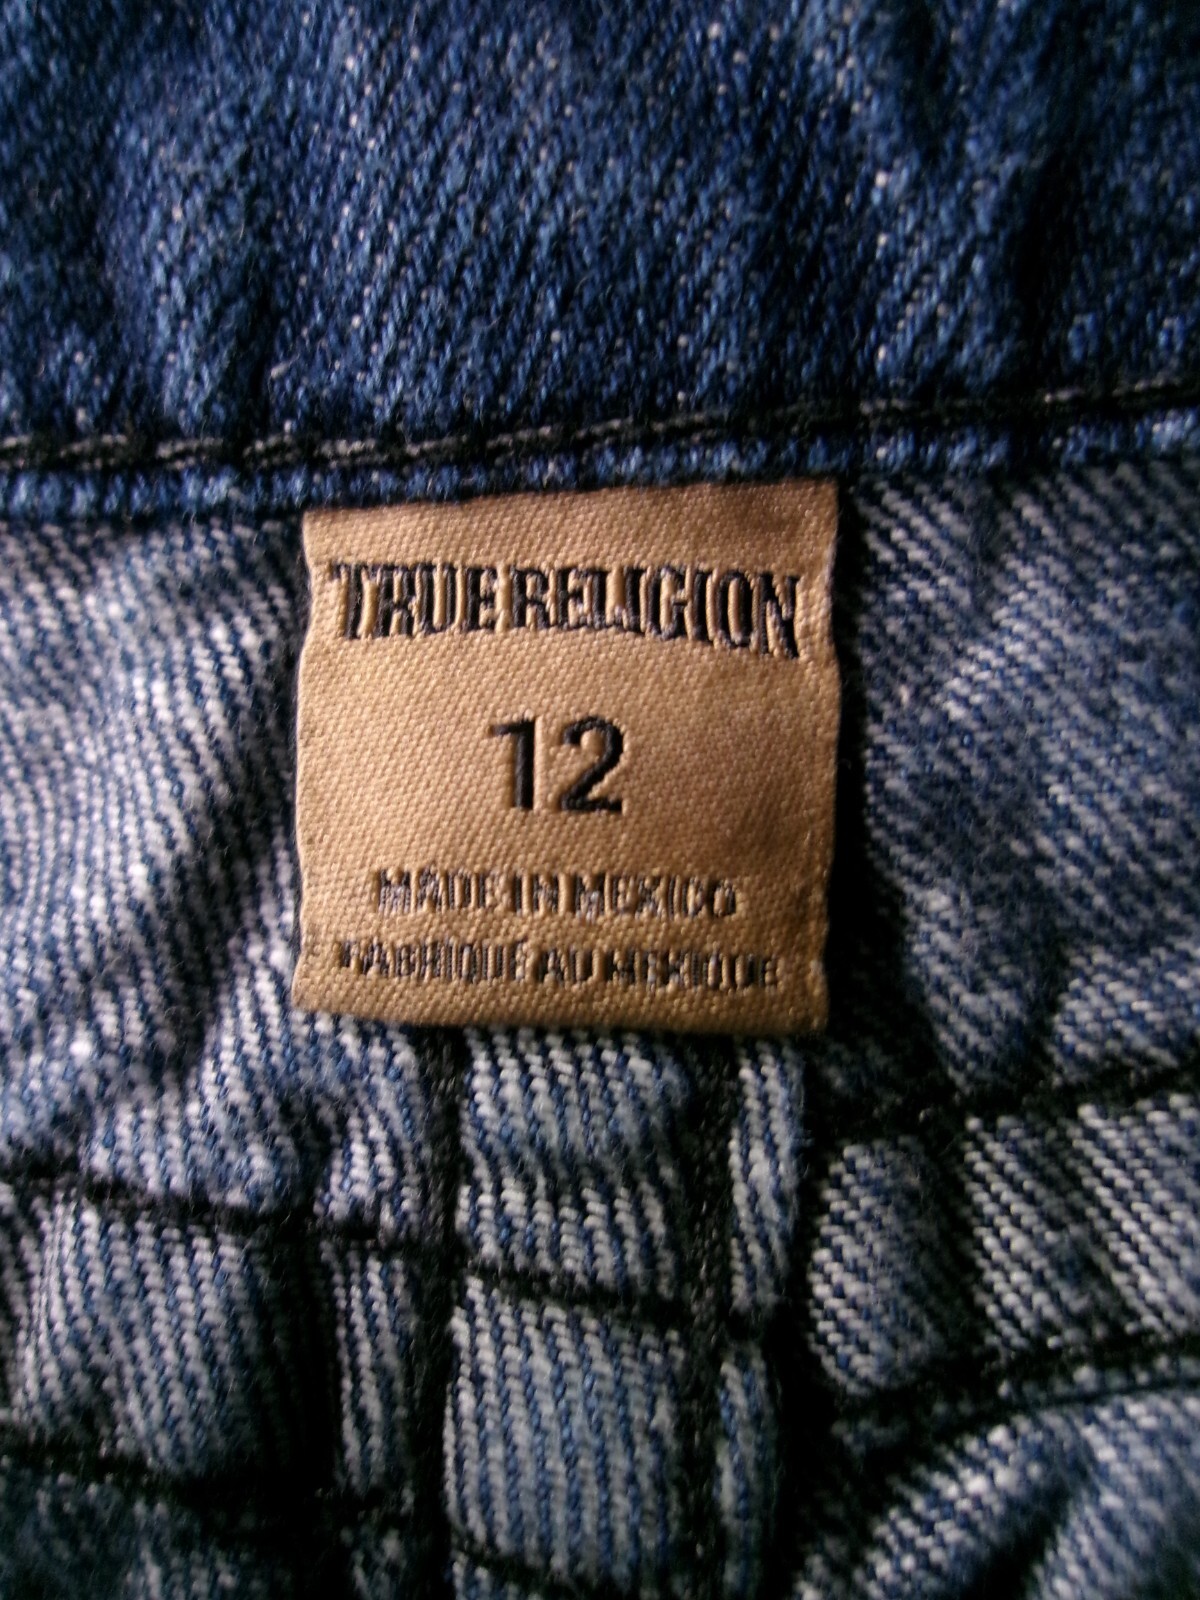 TRUE RELIGION
12
MADE IN MEXICO
FABRIQUÉ AU MEXIQUE